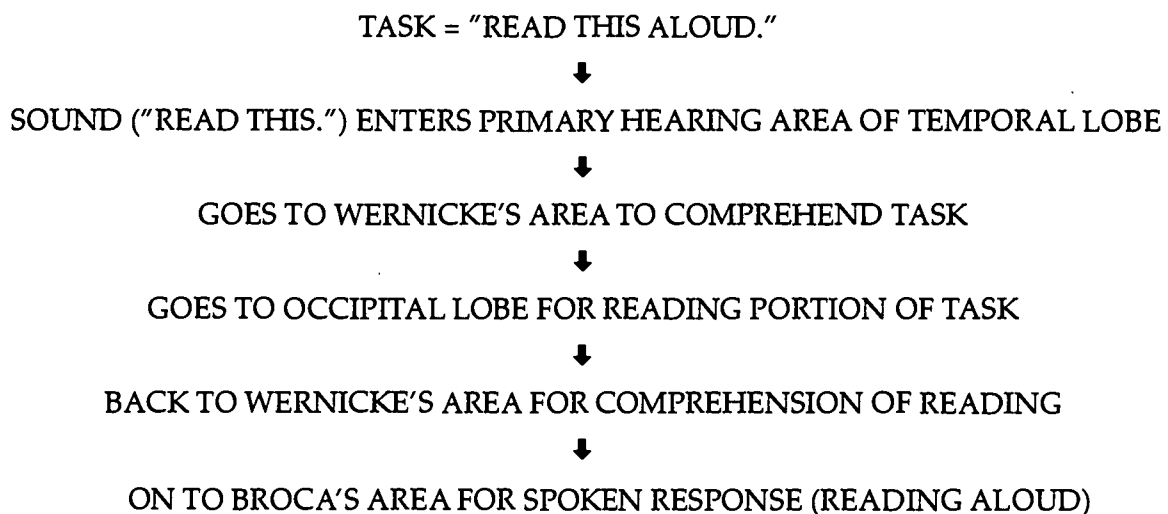 TASK = "READ THIS ALOUD."
SOUND ("READ THIS.") ENTERS PRIMARY HEARING AREA OF TEMPORAL LOBE
GOES TO WERNICKE'S AREA TO COMPREHEND TASK
GOES TO OCCIPITAL LOBE FOR READING PORTION OF TASK
BACK TO WERNICKE'S AREA FOR COMPREHENSION OF READING
ON TO BROCA'S AREA FOR SPOKEN RESPONSE (READING ALOUD)